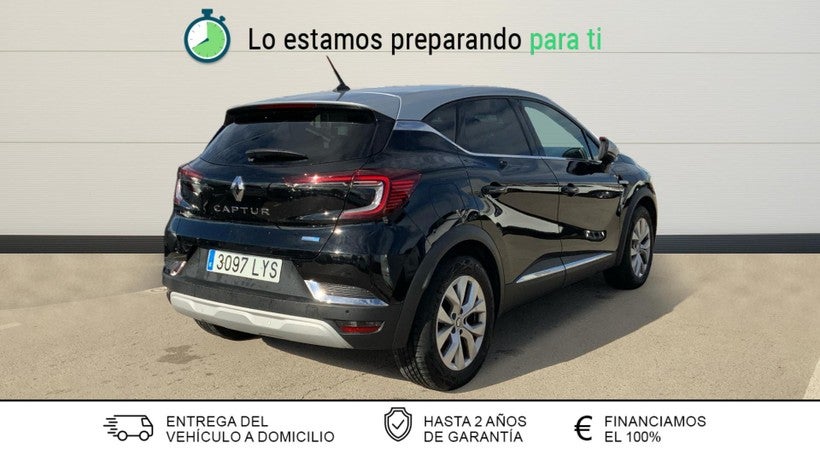 Lo estamos preparando para ti
CAPTUR
3097 LYS
ENTREGA DEL
VEHÍCULO A DOMICILIO
HASTA 2 AÑOS
DE GARANTÍA
€
FINANCIAMOS
EL 100%